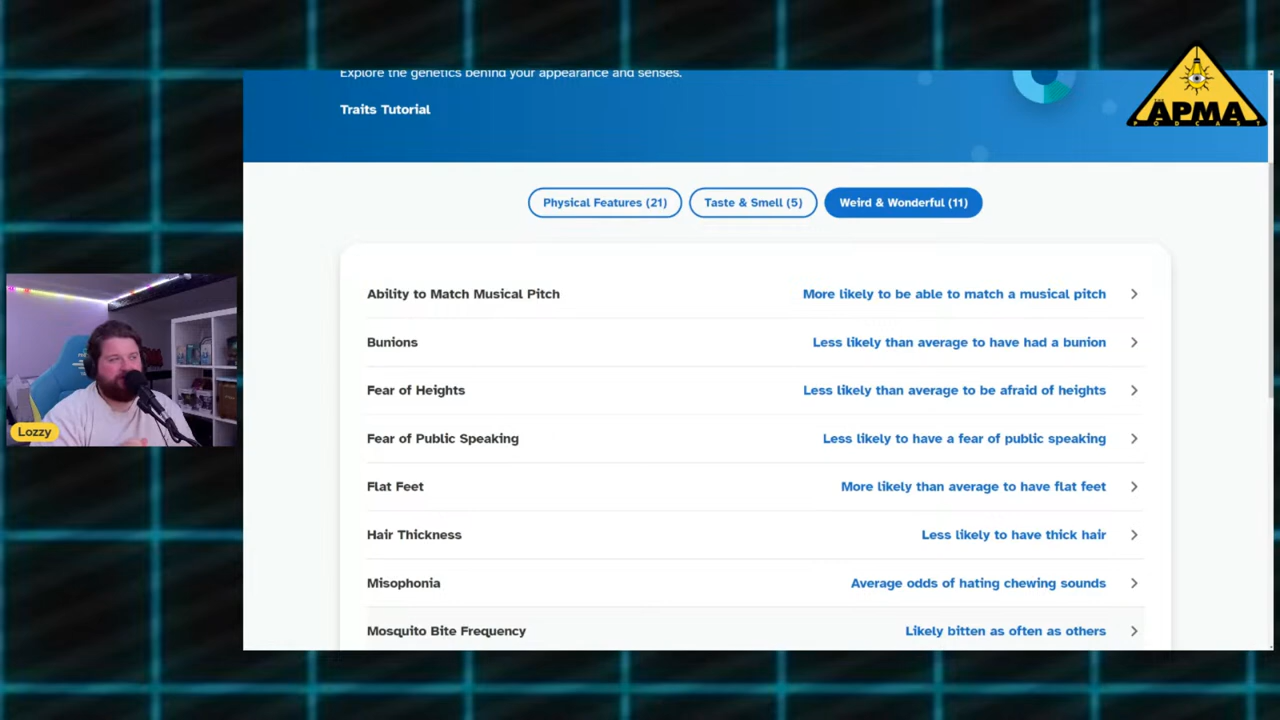 Explore the genetics behind your appearance and senses.
Traits Tutorial
THE
APMA
PODCAST
Physical Features (21)
Taste & Smell (5)
Weird & Wonderful (11)
Ability to Match Musical Pitch
More likely to be able to match a musical pitch
Bunions
Less likely than average to have had a bunion
Fear of Heights
Less likely than average to be afraid of heights
Fear of Public Speaking
Less likely to have a fear of public speaking
Flat Feet
More likely than average to have flat feet
Hair Thickness
Less likely to have thick hair
Misophonia
Average odds of hating chewing sounds
Mosquito Bite Frequency
Likely bitten as often as others
Lozzy